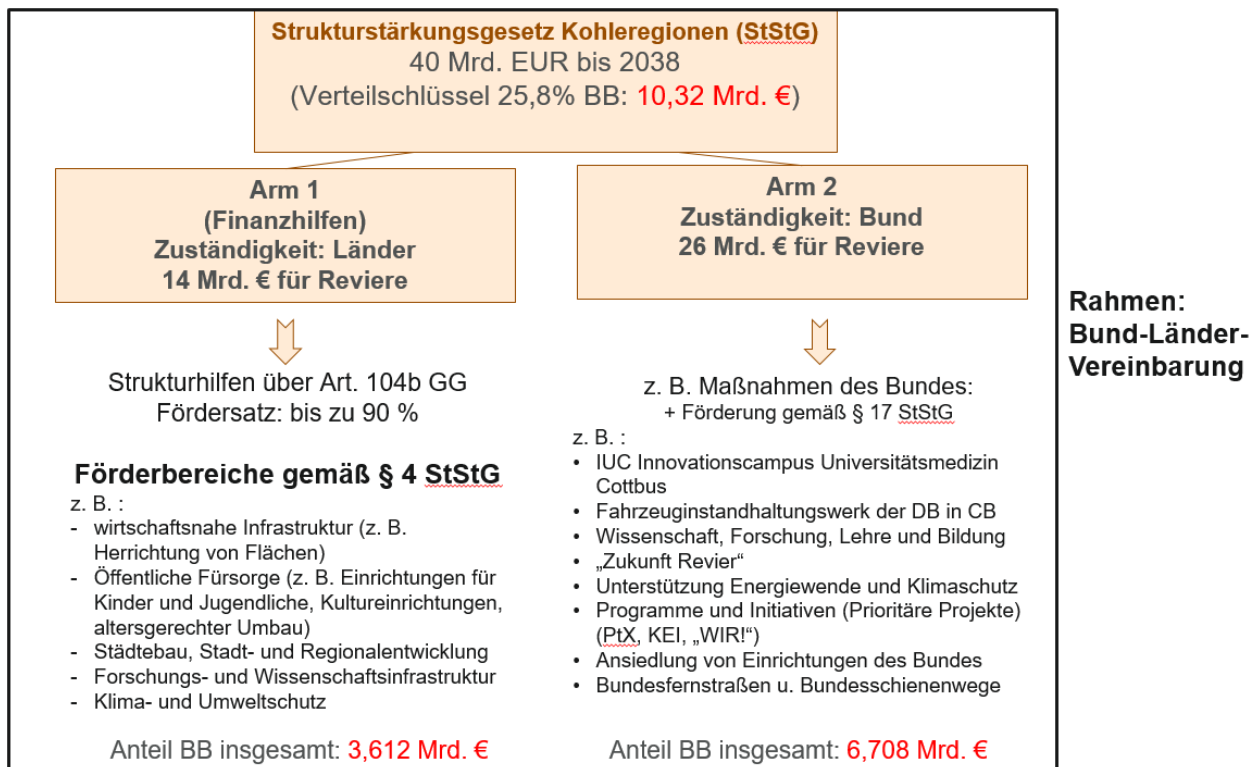 Strukturstärkungsgesetz Kohleregionen (StStG)
40 Mrd. EUR bis 2038
(Verteilschlüssel 25,8% BB: 10,32 Mrd. €)
Arm 1
(Finanzhilfen)
Zuständigkeit: Länder
14 Mrd. € für Reviere
Strukturhilfen über Art. 104b GG
Fördersatz: bis zu 90 %
Förderbereiche gemäß § 4 StStG
z. B. :
- wirtschaftsnahe Infrastruktur (z. B.
Herrichtung von Flächen)
- Öffentliche Fürsorge (z. B. Einrichtungen für
Kinder und Jugendliche, Kultureinrichtungen,
altersgerechter Umbau)
- Städtebau, Stadt- und Regionalentwicklung
- Forschungs- und Wissenschaftsinfrastruktur
- Klima- und Umweltschutz
Anteil BB insgesamt: 3,612 Mrd. €
Arm 2
Zuständigkeit: Bund
26 Mrd. € für Reviere
z. B. Maßnahmen des Bundes:
+ Förderung gemäß § 17 StStG
z. B. :
• IUC Innovationscampus Universitätsmedizin
Cottbus
• Fahrzeuginstandhaltungswerk der DB in CB
• Wissenschaft, Forschung, Lehre und Bildung
• „Zukunft Revier“
• Unterstützung Energiewende und Klimaschutz
• Programme und Initiativen (Prioritäre Projekte)
(PtX, KEI, „WIR!“)
• Ansiedlung von Einrichtungen des Bundes
• Bundesfernstraßen u. Bundesschienenwege
Anteil BB insgesamt: 6,708 Mrd. €
Rahmen:
Bund-Länder-
Vereinbarung